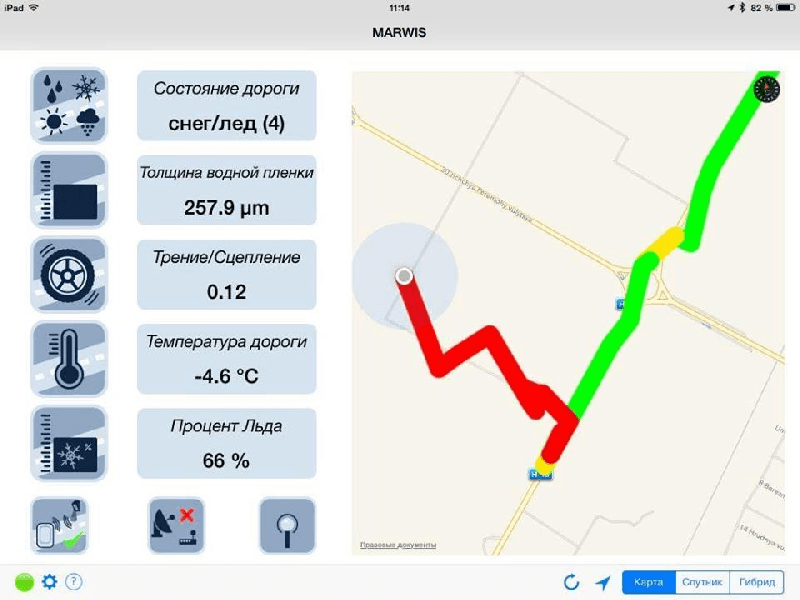 iPad
11:14
82 %
MARWIS
Состояние дороги
снег/лед (4)
Толщина водной пленки
257.9 µm
Трение/Сцепление
0.12
Температура дороги
-4.6 °C
Процент Льда
66 %
Правовые документы
?
Карта
Спутник
Гибрид